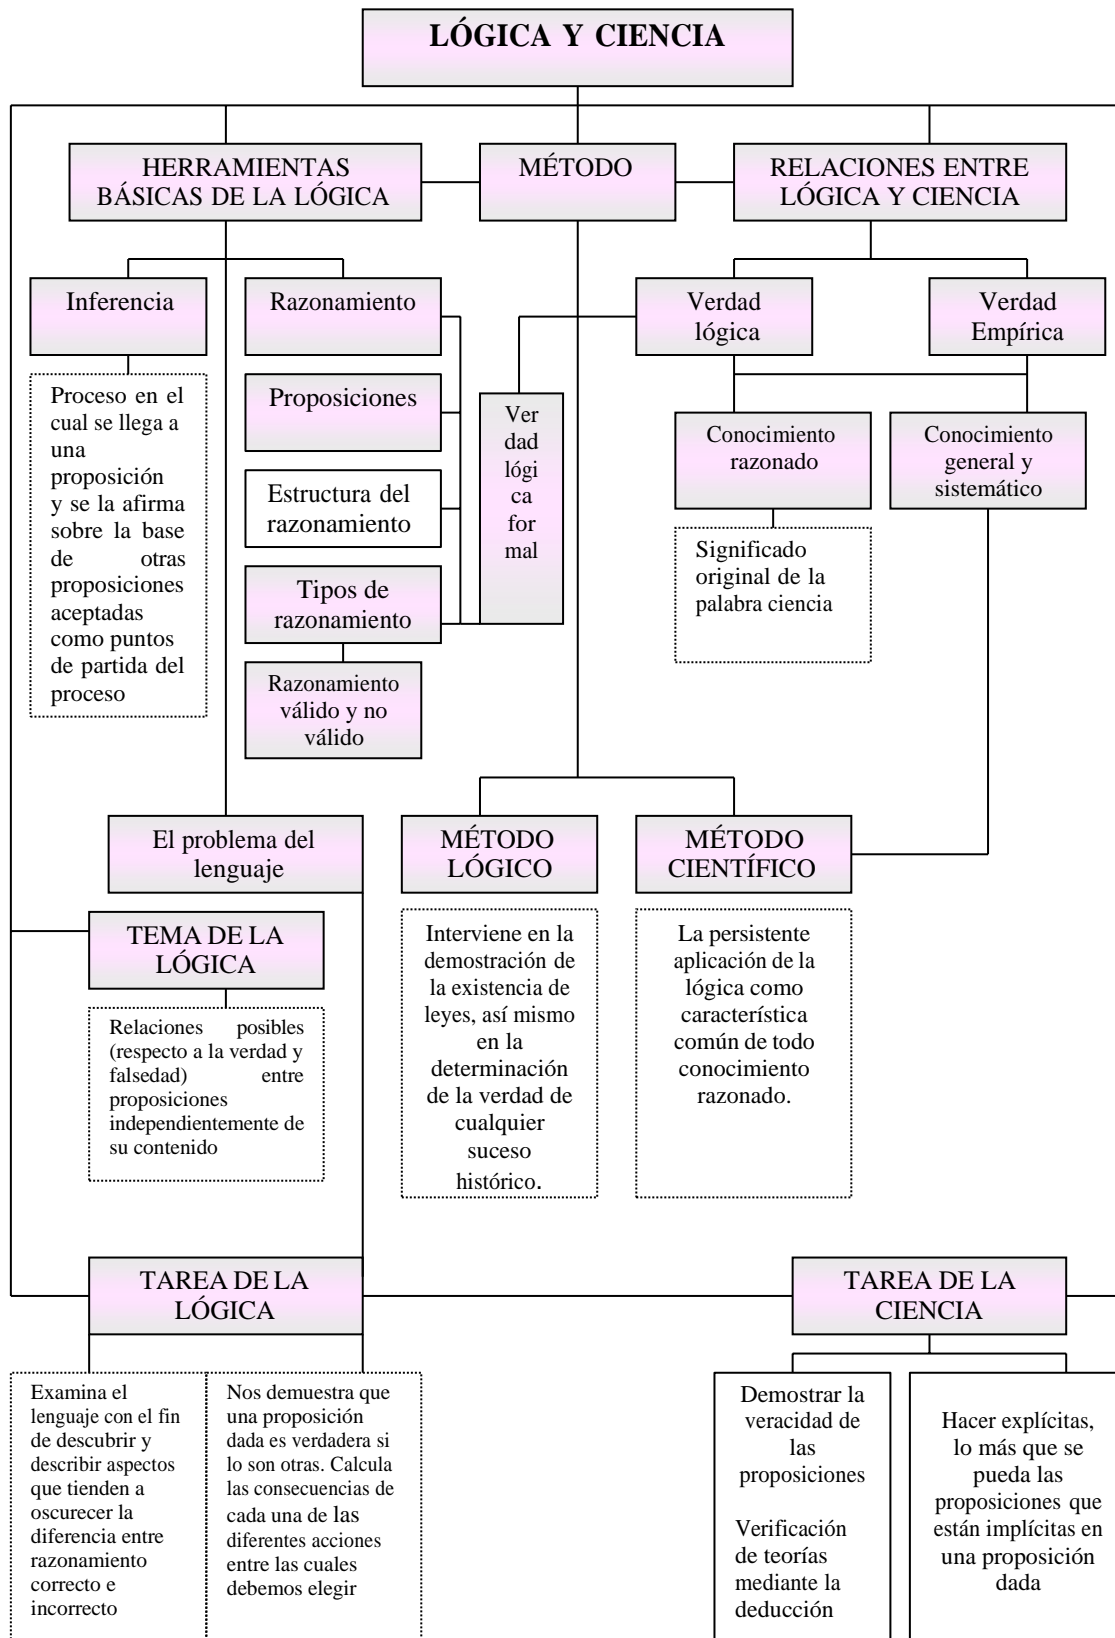 LÓGICA Y CIENCIA
HERRAMIENTAS
BÁSICAS DE LA LÓGICA
MÉTODO
RELACIONES ENTRE
LÓGICA Y CIENCIA
Inferencia
Proceso en el
cual se llega a
una
proposición
y se la afirma
sobre la base
de otras
proposiciones
aceptadas
como puntos
de partida del
proceso
Razonamiento
Proposiciones
Estructura del
razonamiento
Tipos de
razonamiento
Razonamiento
válido y no
válido
Ver
dad
lógi
ca
for
mal
Verdad
lógica
Verdad
Empírica
Conocimiento
razonado
Conocimiento
general y
sistemático
Significado
original de la
palabra ciencia
El problema del
lenguaje
MÉTODO
LÓGICO
MÉTODO
CIENTÍFICO
TEMA DE LA
LÓGICA
Relaciones posibles
(respecto a la verdad y
falsedad) entre
proposiciones
independientemente de
su contenido
Interviene en la
demostración de
la existencia de
leyes, así mismo
en la
determinación
de la verdad de
cualquier
suceso
histórico.
La persistente
aplicación de la
lógica como
característica
común de todo
conocimiento
razonado.
TAREA DE LA
LÓGICA
TAREA DE LA
CIENCIA
Examina el
lenguaje con el fin
de descubrir y
describir aspectos
que tienden a
oscurecer la
diferencia entre
razonamiento
correcto e
incorrecto
Nos demuestra que
una proposición
dada es verdadera si
lo son otras. Calcula
las consecuencias de
cada una de las
diferentes acciones
entre las cuales
debemos elegir
Demostrar la
veracidad de
las
proposiciones
Verificación
de teorías
mediante la
deducción
Hacer explícitas,
lo más que se
pueda las
proposiciones que
están implícitas en
una proposición
dada